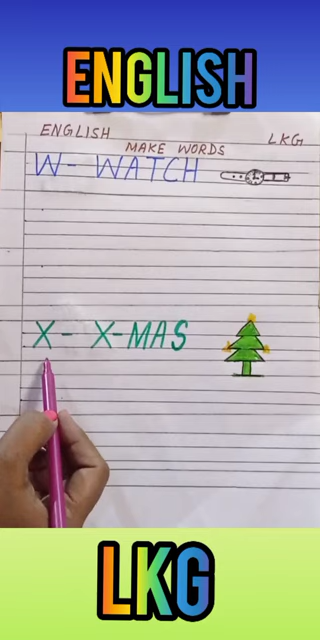 ENGLISH
ENGLISH LKG
MAKE WORDS
W- WATCH
X- X-MAS
LKG